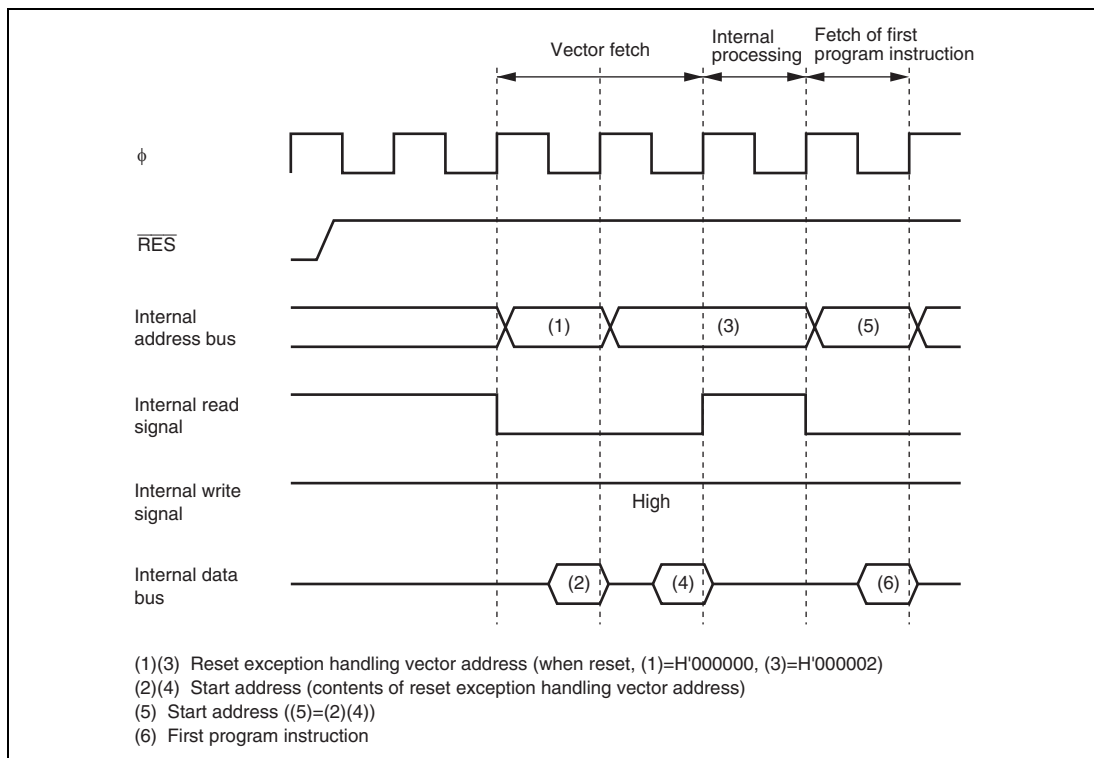 Vector fetch
Internal
processing
Fetch of first
program instruction
φ
RES
Internal
address bus
(1)
(3)
(5)
Internal read
signal
Internal write
signal
High
Internal data
bus
(2)
(4)
(6)
(1)(3) Reset exception handling vector address (when reset, (1)=H'000000, (3)=H'000002)
(2)(4) Start address (contents of reset exception handling vector address)
(5) Start address ((5)=(2)(4))
(6) First program instruction